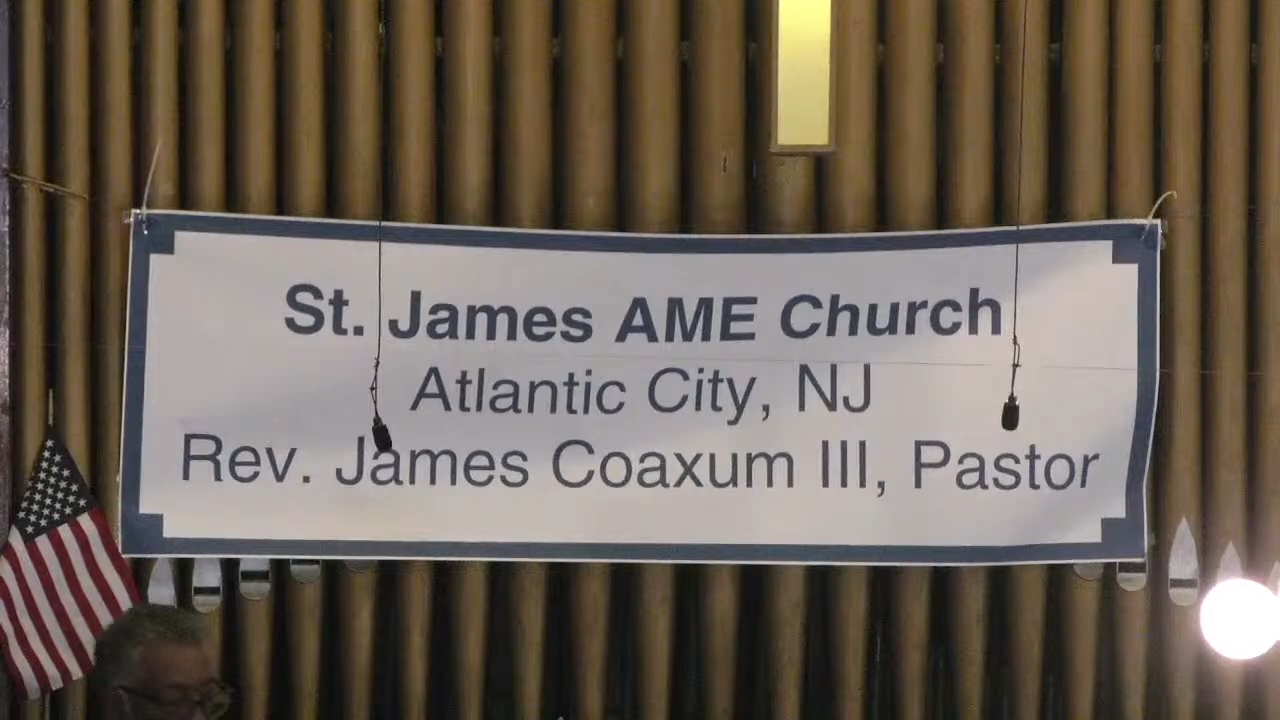 St. James AME Church
Atlantic City, NJ
Rev. James Coaxum III, Pastor